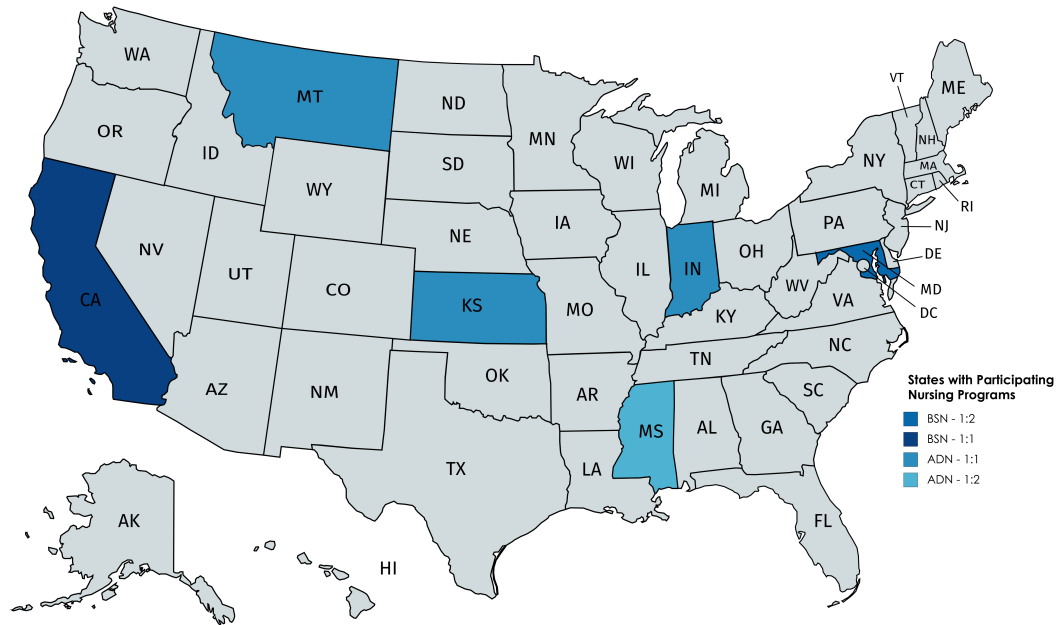 WA
MT
ND
MN
VT
ME
OR
ID
SD
WI
NY
NH
MA
WY
MI
CT
RI
IA
PA
NJ
NV
NE
OH
DE
UT
CO
IL
IN
WV
MD
CA
KS
MO
VA
DC
KY
NC
TN
AZ
NM
OK
AR
SC
States with Participating
Nursing Programs
MS
AL
GA
BSN - 1:2
BSN - 1:1
TX
LA
ADN - 1:1
ADN - 1:2
AK
FL
HI